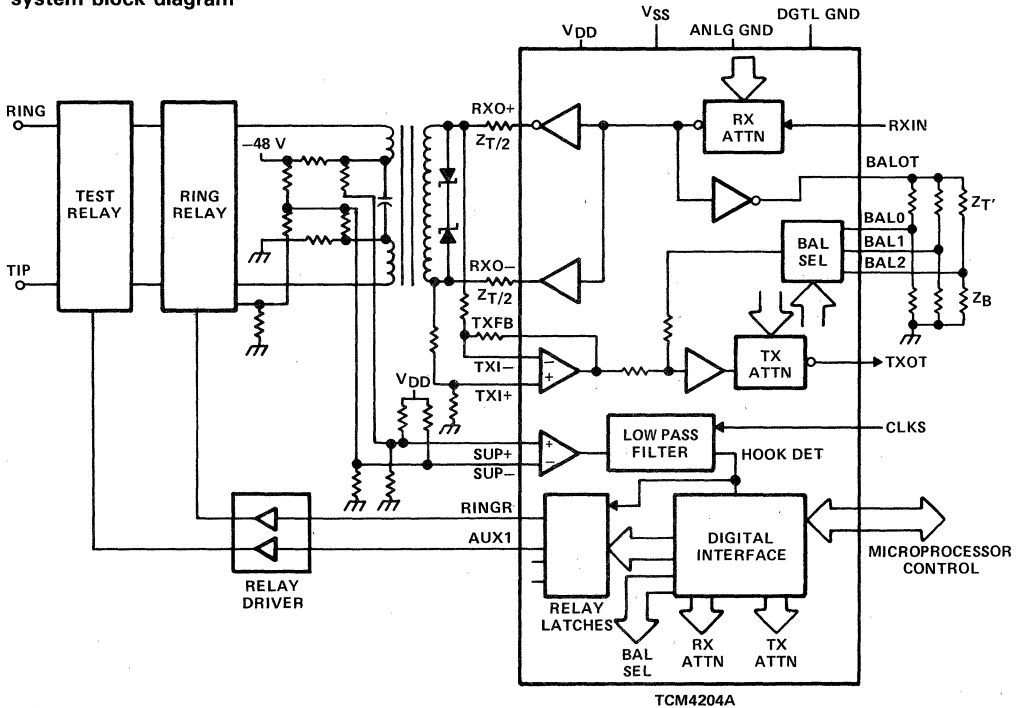 system block diagram
VDD
VSS
ANLG GND
DGTL GND
RING
TEST
RELAY
RING
RELAY
TIP
–48 V
RXO+
ZT/2
RX
ATTN
RXIN
BALOT
ZT'
BAL
SEL
BAL0
BAL1
BAL2
ZB
RXO–
ZT/2
TXFB
TXI–
TXI+
–
+
TX
ATTN
TXOT
VDD
SUP+
SUP–
+
–
LOW PASS
FILTER
CLKS
HOOK DET
RINGR
AUX1
RELAY
DRIVER
RELAY
LATCHES
DIGITAL
INTERFACE
MICROPROCESSOR
CONTROL
BAL
SEL
RX
ATTN
TX
ATTN
TCM4204A